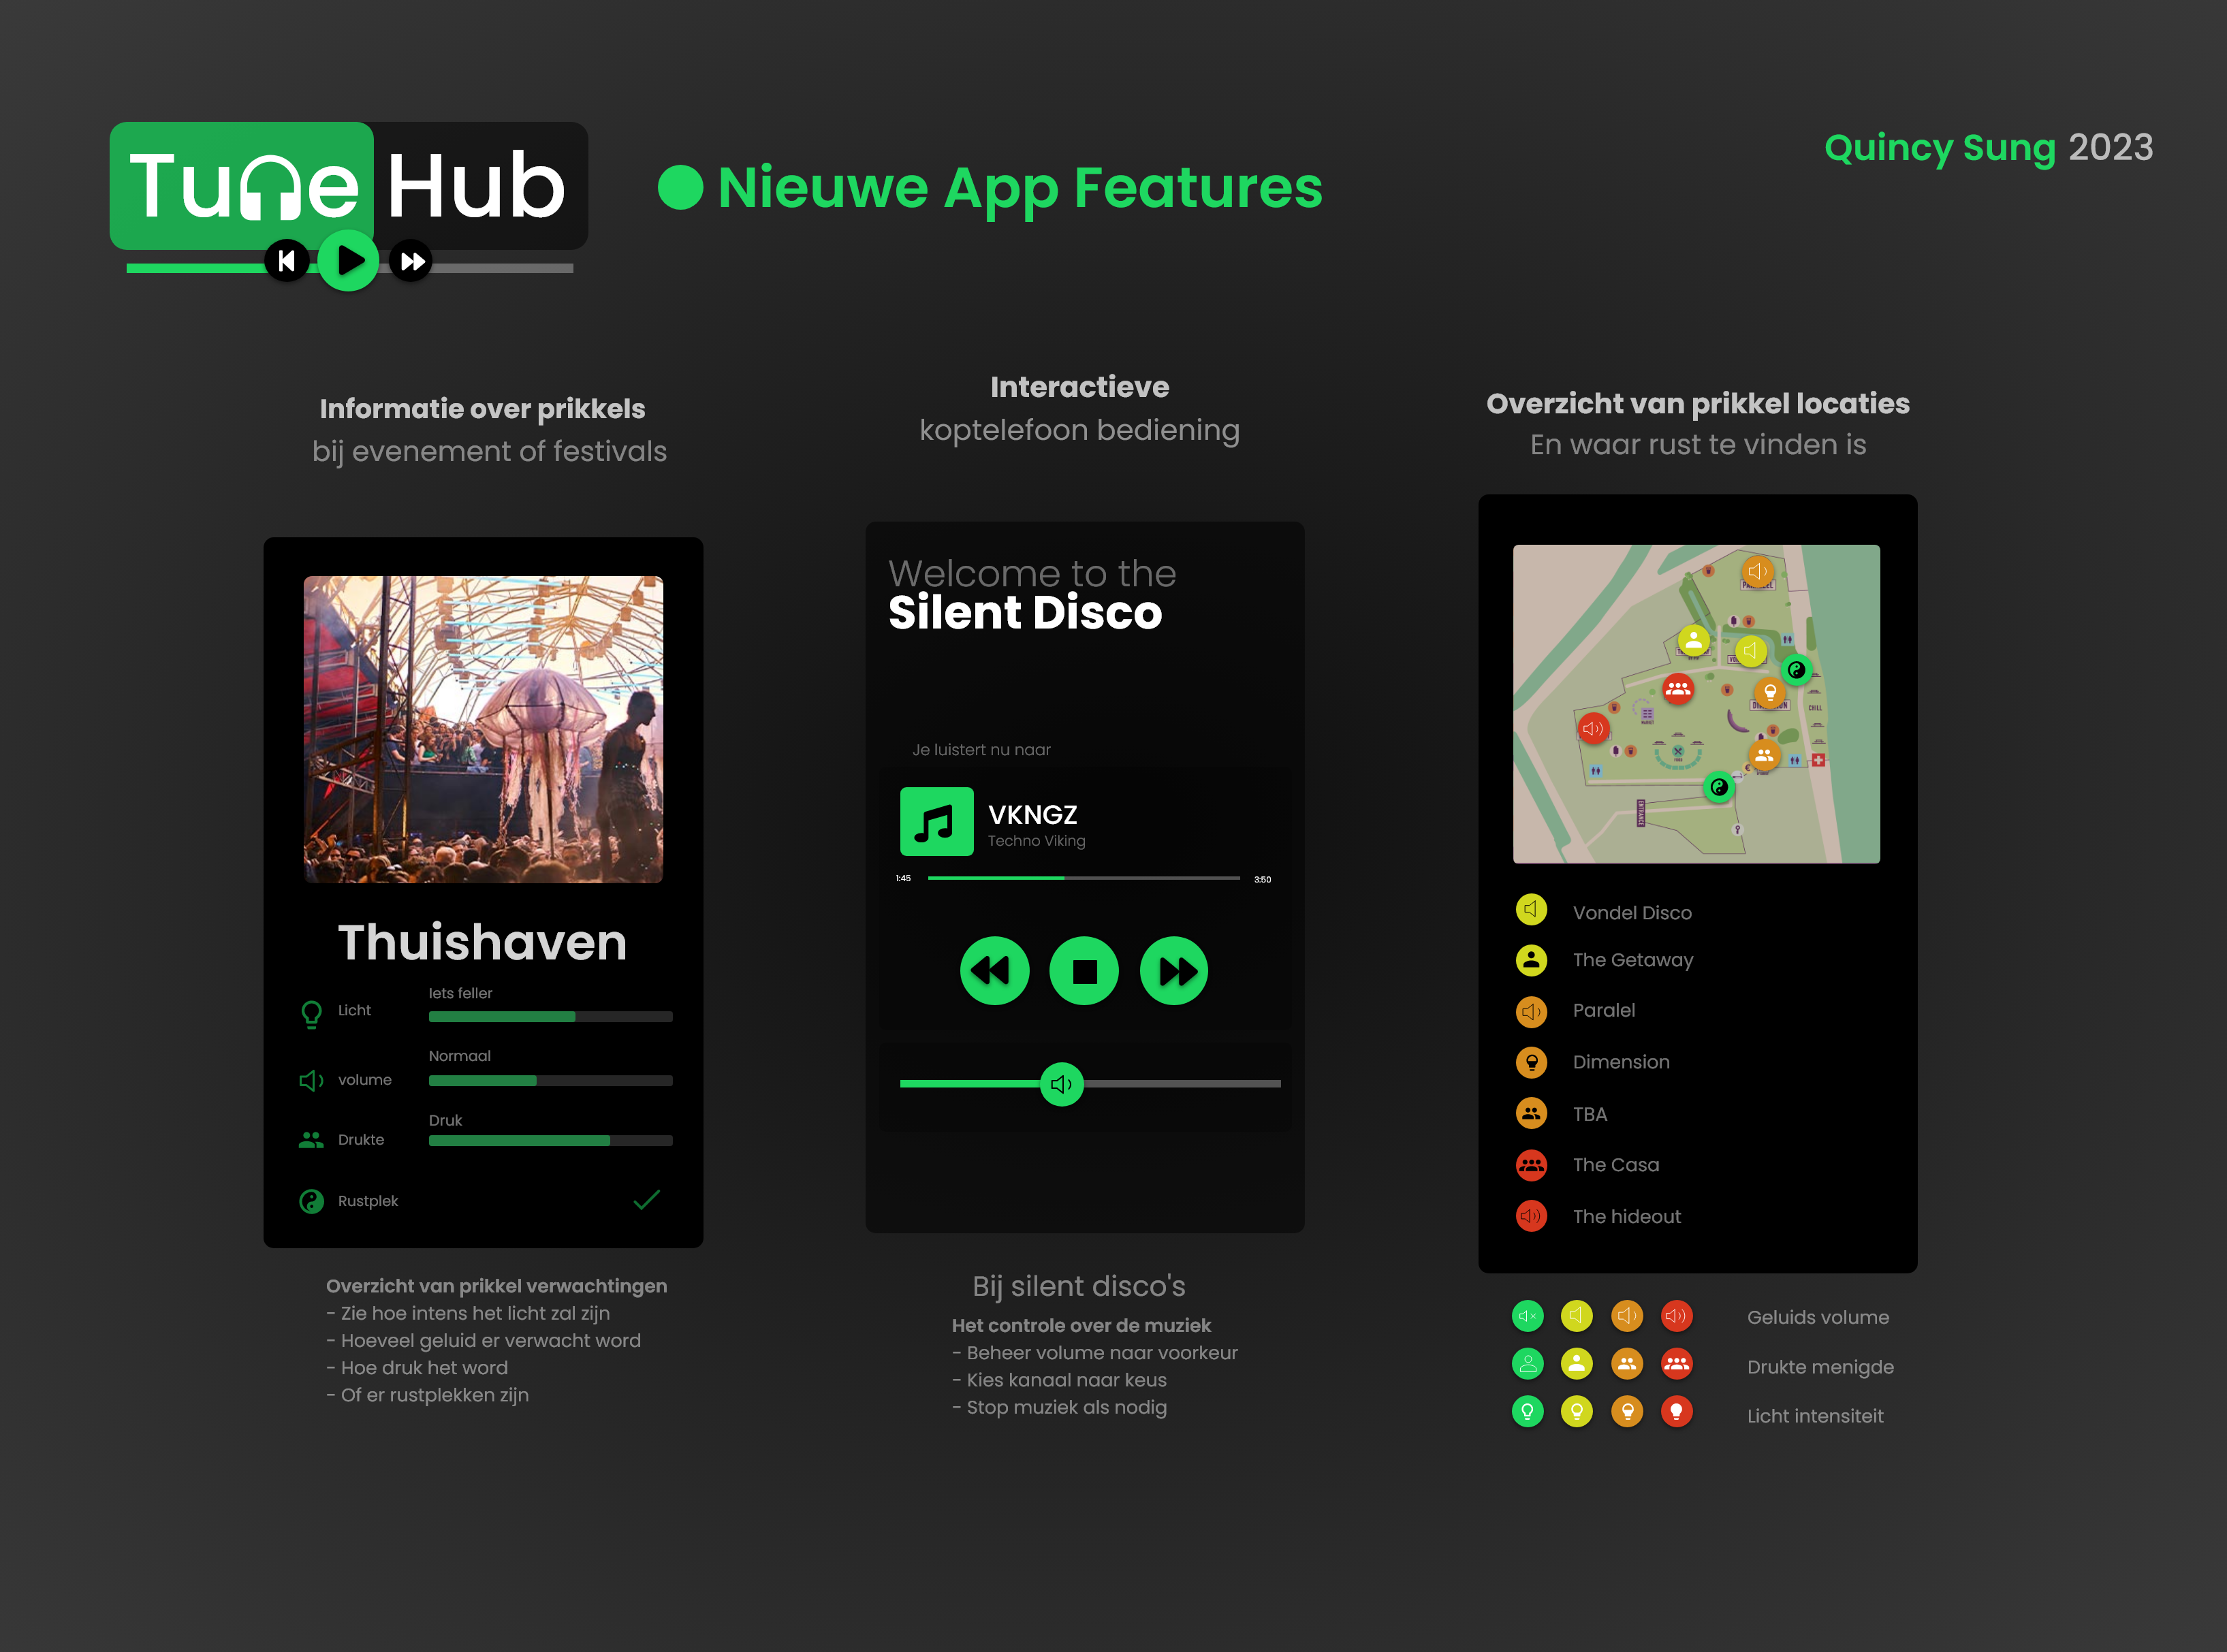 TuneHub
Nieuwe App Features
Quincy Sung 2023
Informatie over prikkels
bij evenement of festivals
Thuishaven
Licht
Iets feller
volume
Normaal
Drukte
Druk
Rustplek
Overzicht van prikkel verwachtingen
- Zie hoe intens het licht zal zijn
- Hoeveel geluid er verwacht word
- Hoe druk het word
- Of er rustplekken zijn
Interactieve
koptelefoon bediening
Welcome to the
Silent Disco
Je luistert nu naar
VKNGZ
Techno Viking
1:45
3:50
Bij silent disco's
Het controle over de muziek
- Beheer volume naar voorkeur
- Kies kanaal naar keus
- Stop muziek als nodig
Overzicht van prikkel locaties
En waar rust te vinden is
CHILL
ENTRANCE
Vondel Disco
The Getaway
Paralel
Dimension
TBA
The Casa
The hideout
Geluids volume
Drukte menigde
Licht intensiteit